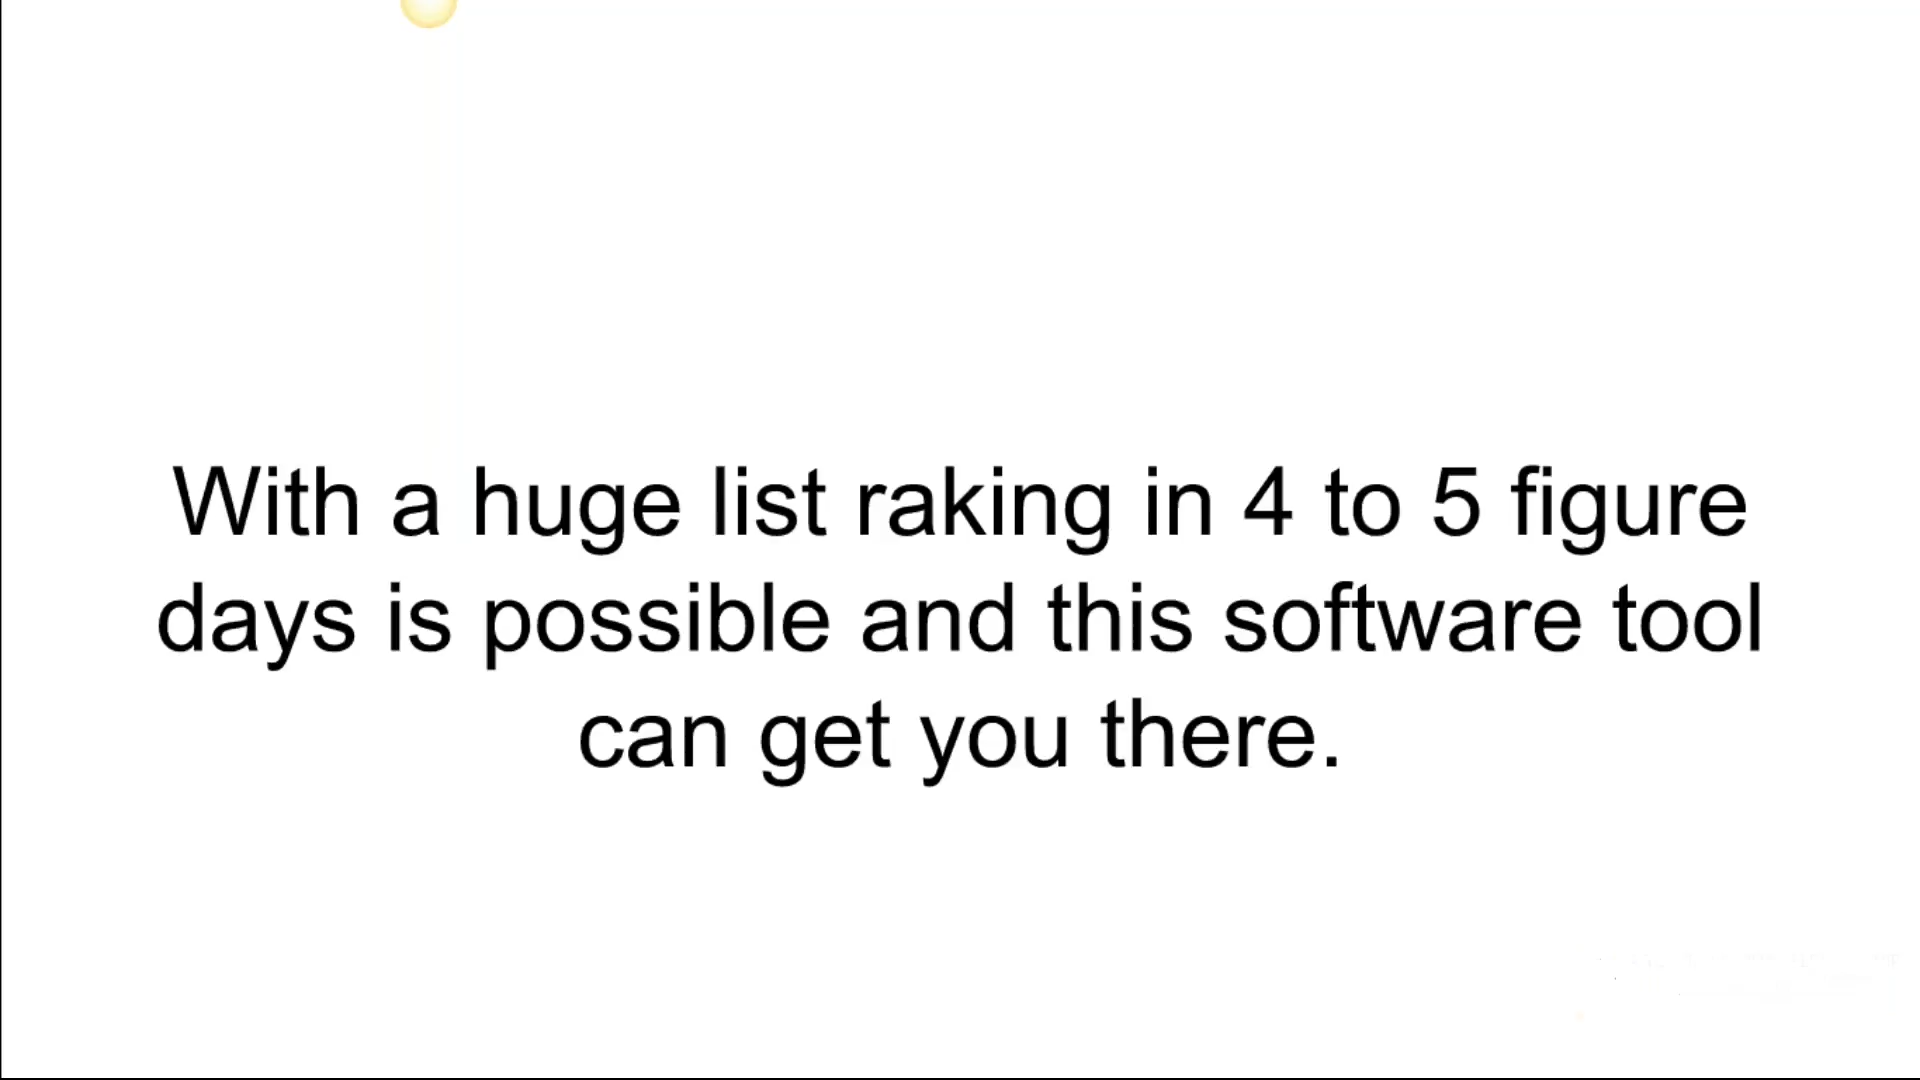 With a huge list raking in 4 to 5 figure
days is possible and this software tool
can get you there.